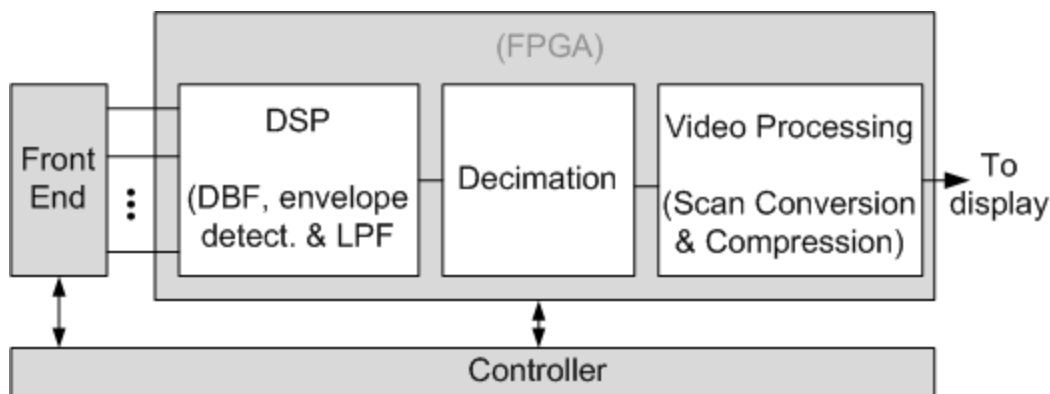 (FPGA)
Front
End
DSP
(DBF, envelope
detect. & LPF
Decimation
Video Processing
(Scan Conversion
& Compression)
To
display
Controller